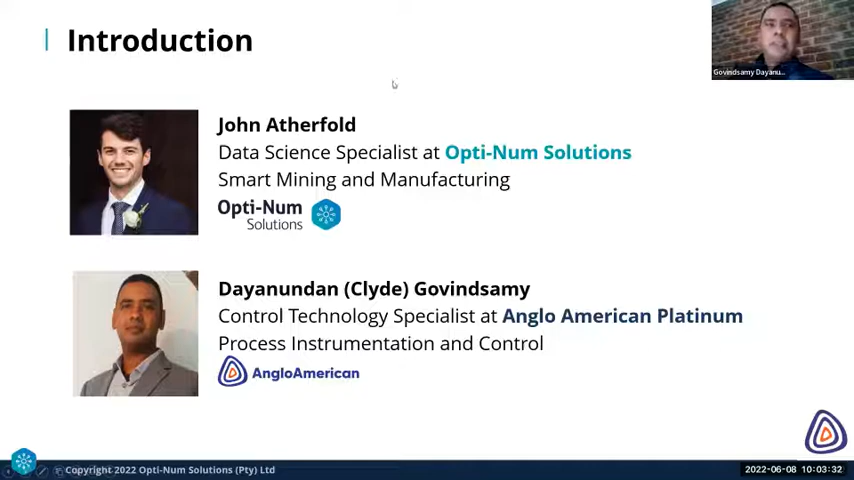 Introduction
Govindsamy Dayanu...
John Atherfold
Data Science Specialist at Opti-Num Solutions
Smart Mining and Manufacturing
Opti-Num
Solutions
Dayanundan (Clyde) Govindsamy
Control Technology Specialist at Anglo American Platinum
Process Instrumentation and Control
AngloAmerican
Copyright 2022 Opti-Num Solutions (Pty) Ltd
2022-06-08 10:03:32